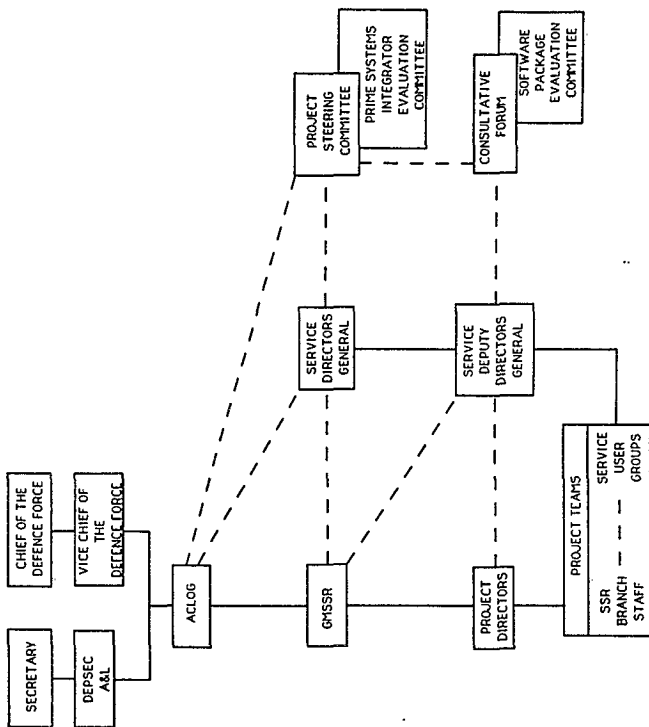 SECRETARY
CHIEF OF THE
DEFENCE FORCE
DEPSEC
A&L
VICE CHIEF OF
THE
DEFENCE FORCE
ACLOG
GMSSR
SERVICE
DIRECTORS
GENERAL
PROJECT
STEERING
COMMITTEE
PRIME SYSTEMS
INTEGRATOR
EVALUATION
COMMITTEE
PROJECT
DIRECTORS
SERVICE
DEPUTY
DIRECTORS
GENERAL
CONSULTATIVE
FORUM
SOFTWARE
PACKAGE
EVALUATION
COMMITTEE
PROJECT TEAMS
SSR
BRANCH
STAFF
SERVICE
USER
GROUPS